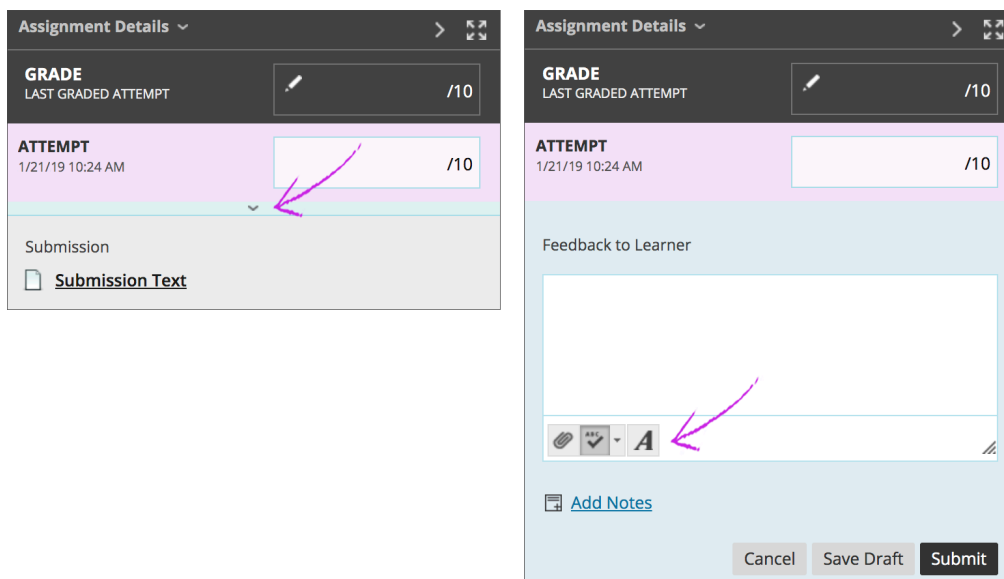 Assignment Details
GRADE
LAST GRADED ATTEMPT
/10
ATTEMPT
1/21/19 10:24 AM
/10
Submission
Submission Text
Assignment Details
GRADE
LAST GRADED ATTEMPT
/10
ATTEMPT
1/21/19 10:24 AM
/10
Feedback to Learner
ABC
A
Add Notes
Cancel Save Draft Submit